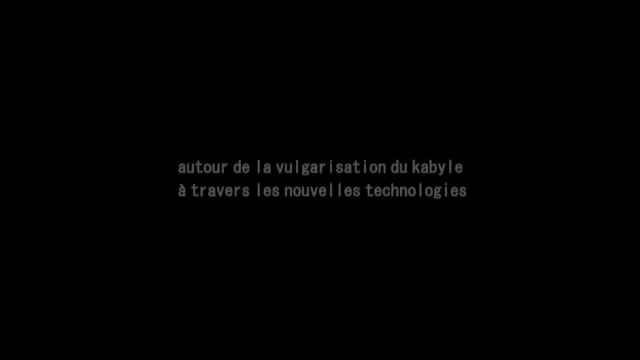 autour de la vulgarisation du kabyle
à travers les nouvelles technologies